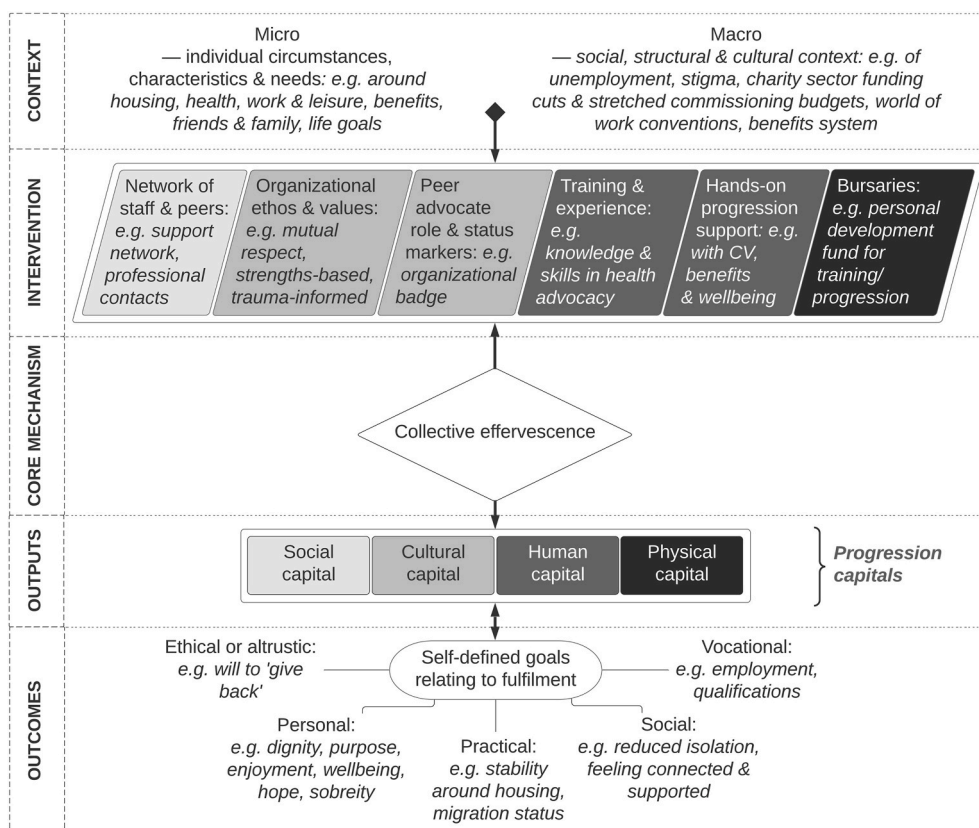 CONTEXT
Micro
— individual circumstances,
characteristics & needs: e.g. around
housing, health, work & leisure, benefits,
friends & family, life goals
Macro
— social, structural & cultural context: e.g. of
unemployment, stigma, charity sector funding
cuts & stretched commissioning budgets, world of
work conventions, benefits system
INTERVENTION
Network of
staff & peers:
e.g. support
network,
professional
contacts
Organizational
ethos & values:
e.g. mutual
respect,
strengths-based,
trauma-informed
Peer
advocate
role & status
markers: e.g.
organizational
badge
Training &
experience:
e.g.
knowledge &
skills in health
advocacy
Hands-on
progression
support: e.g.
with CV,
benefits
& wellbeing
Bursaries:
e.g. personal
development
fund for
training/
progression
CORE MECHANISM
Collective effervescence
OUTPUTS
Social
capital
Cultural
capital
Human
capital
Physical
capital
Progression
capitals
OUTCOMES
Ethical or altrustic:
e.g. will to 'give
back'
Self-defined goals
relating to fulfilment
Vocational:
e.g. employment,
qualifications
Personal:
e.g. dignity, purpose,
enjoyment, wellbeing,
hope, sobreity
Practical:
e.g. stability
around housing,
migration status
Social:
e.g. reduced isolation,
feeling connected &
supported